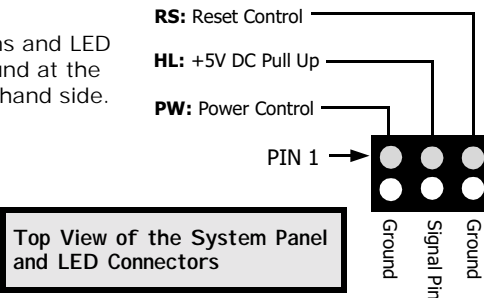 RS: Reset Control
ns and LED
und at the
hand side.
HL: +5V DC Pull Up
PW: Power Control
PIN 1
Ground
Signal Pin
Ground
Top View of the System Panel
and LED Connectors